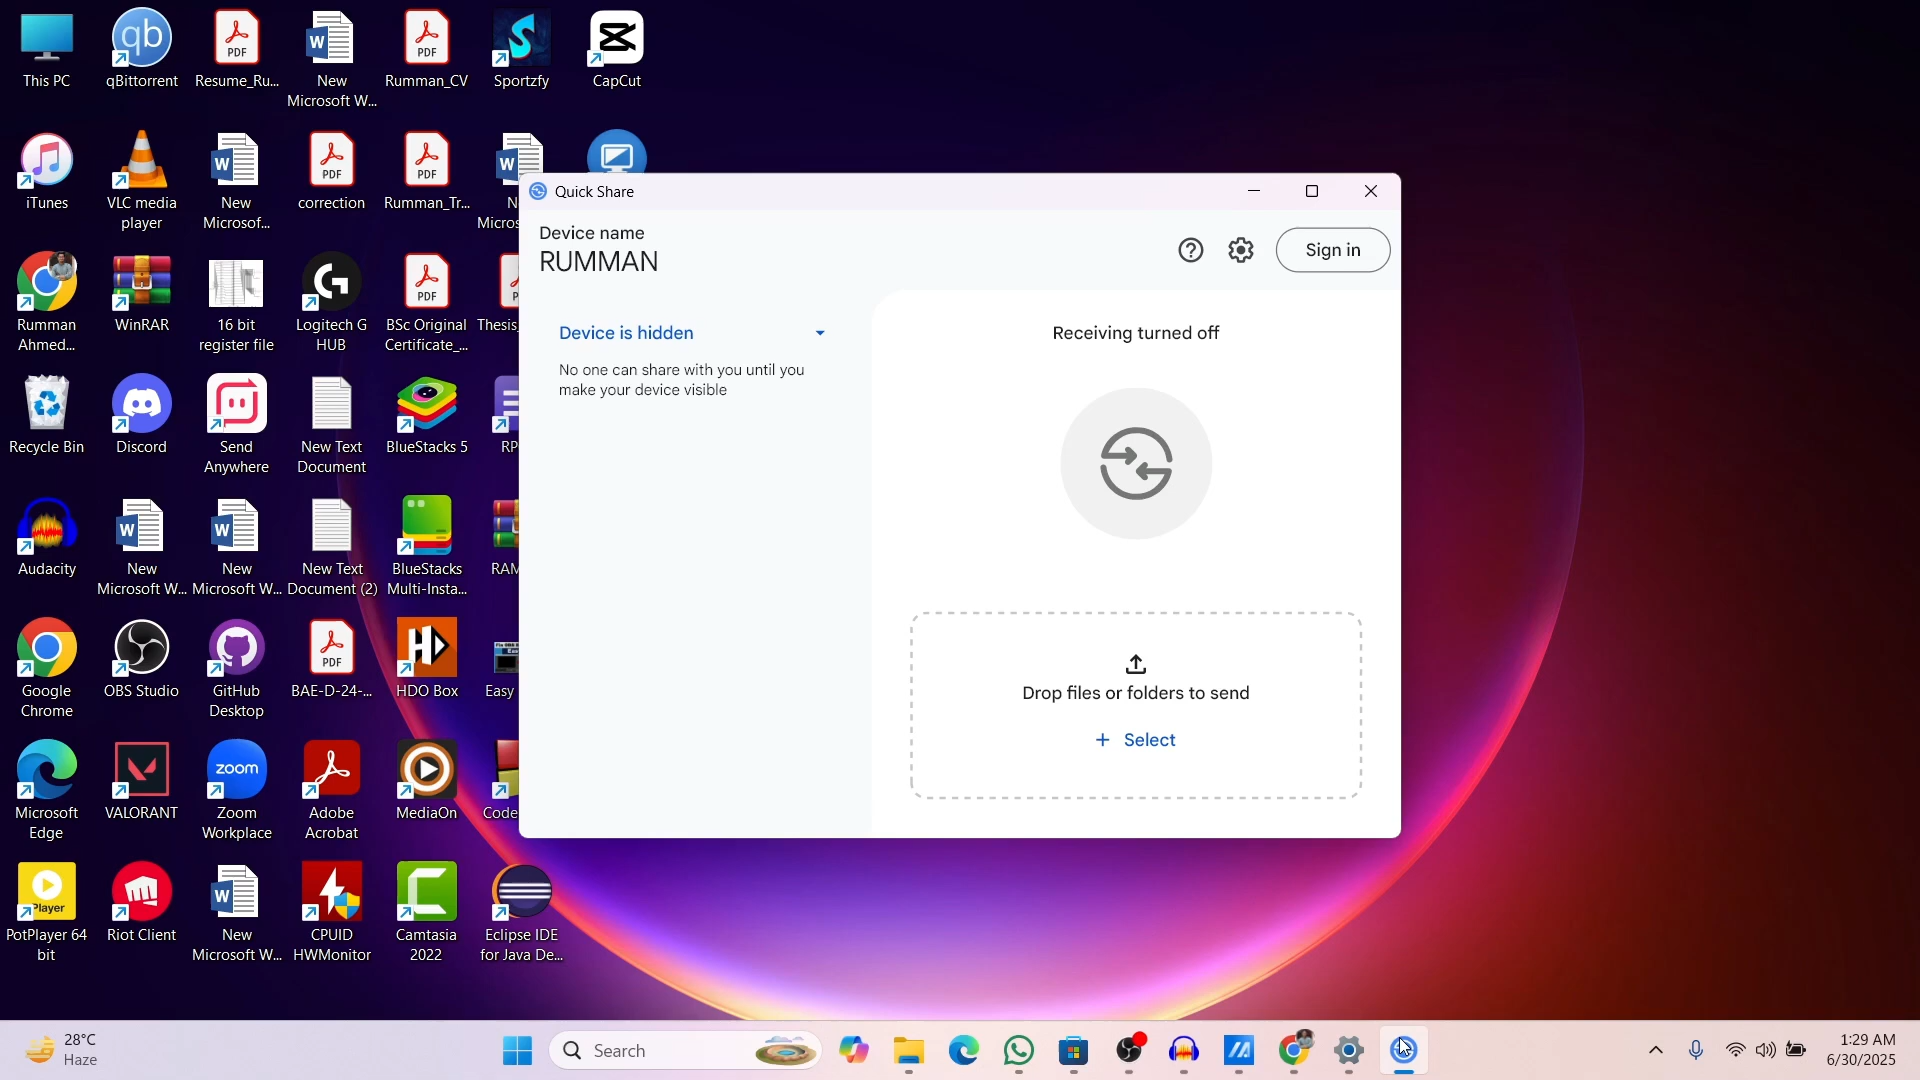 This PC
qBittorrent
Resume_Ru...
New
Microsoft W...
Rumman_CV
Sportzfy
CapCut
iTunes
VLC media
player
New
Microsof...
correction
Rumman_Tr...
N
Micros
Rumman
Ahmed...
WinRAR
16 bit
register file
Logitech G
HUB
BSc Original
Certificate_...
Thesis_
Recycle Bin
Discord
Send
Anywhere
New Text
Document
BlueStacks 5
RP
Audacity
New
Microsoft W...
New
Microsoft W...
New Text
Document (2)
BlueStacks
Multi-Insta...
RAM
Google
Chrome
OBS Studio
GitHub
Desktop
BAE-D-24-...
HDO Box
Easy
Microsoft
Edge
VALORANT
Zoom
Workplace
Adobe
Acrobat
MediaOn
Code
PotPlayer 64
bit
Riot Client
New
Microsoft W...
CPUID
HWMonitor
Camtasia
2022
Eclipse IDE
for Java De...
Quick Share
Device name
RUMMAN
Sign in
Device is hidden
No one can share with you until you
make your device visible
Receiving turned off
Drop files or folders to send
+ Select
28°C
Haze
Search
1:29 AM
6/30/2025